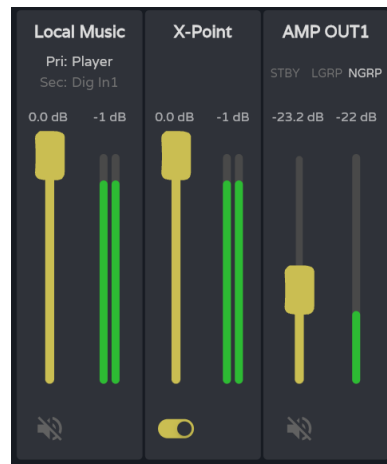 Local Music
Pri: Player
Sec: Dig In1
0.0 dB -1 dB
X-Point
0.0 dB -1 dB
AMP OUT1
STBY LGRP NGRP
-23.2 dB -22 dB